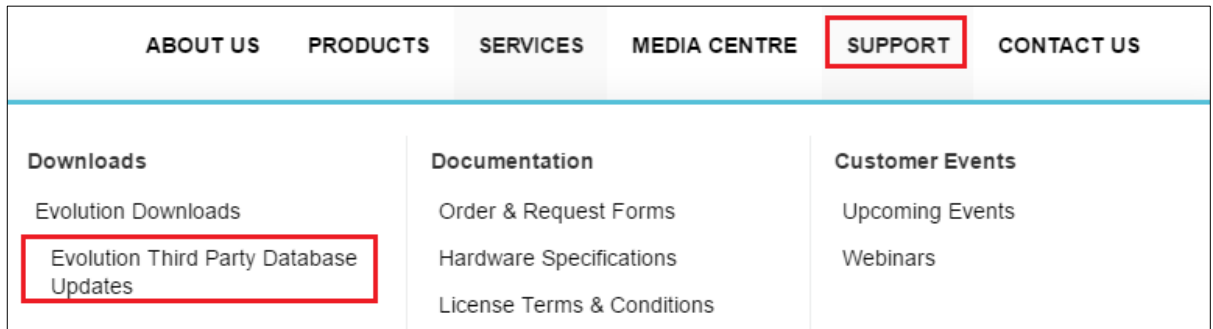 ABOUT US PRODUCTS SERVICES MEDIA CENTRE SUPPORT CONTACT US
Downloads
Evolution Downloads
Evolution Third Party Database
Updates
Documentation
Order & Request Forms
Hardware Specifications
License Terms & Conditions
Customer Events
Upcoming Events
Webinars